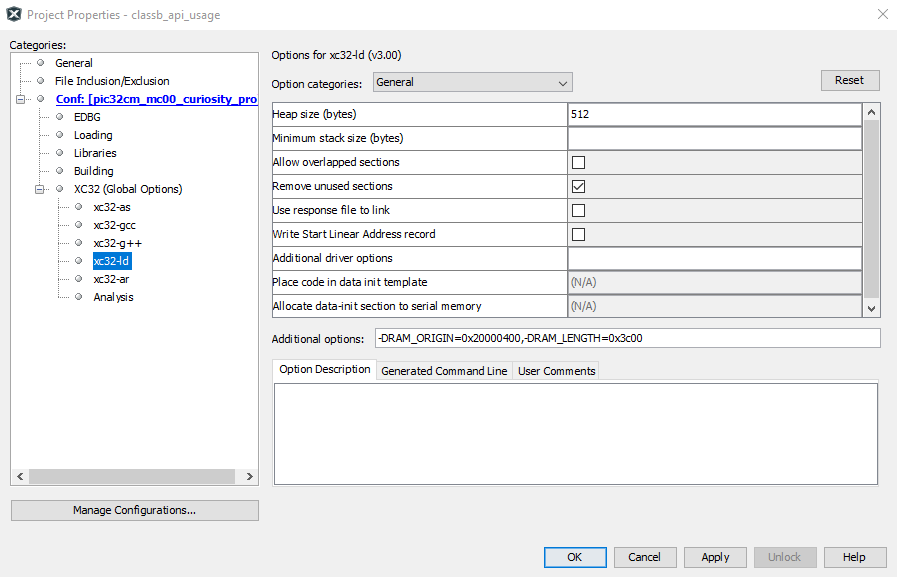 Project Properties - classb_api_usage
Categories:
General
File Inclusion/Exclusion
Conf: [pic32cm_mc00_curiosity_pro
EDBG
Loading
Libraries
Building
XC32 (Global Options)
xc32-as
xc32-gcc
xc32-g++
xc32-ld
xc32-ar
Analysis
Manage Configurations...
Options for xc32-ld (v3.00)
Option categories: General Reset
Heap size (bytes) 512
Minimum stack size (bytes)
Allow overlapped sections
Remove unused sections
Use response file to link
Write Start Linear Address record
Additional driver options
Place code in data init template (N/A)
Allocate data-init section to serial memory (N/A)
Additional options: -DRAM_ORIGIN=0x20000400,-DRAM_LENGTH=0x3c00
Option Description Generated Command Line User Comments
OK Cancel Apply Unlock Help